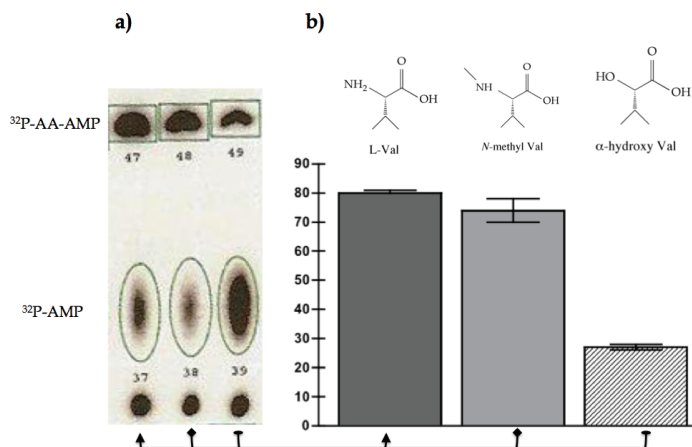 a)
³²P-AA-AMP
47 48 49
³²P-AMP
37 38 39
b)
NH₂ O OH
L-Val
NH O OH
N-methyl Val
HO O OH
α-hydroxy Val
90
80
70
60
50
40
30
20
10
0